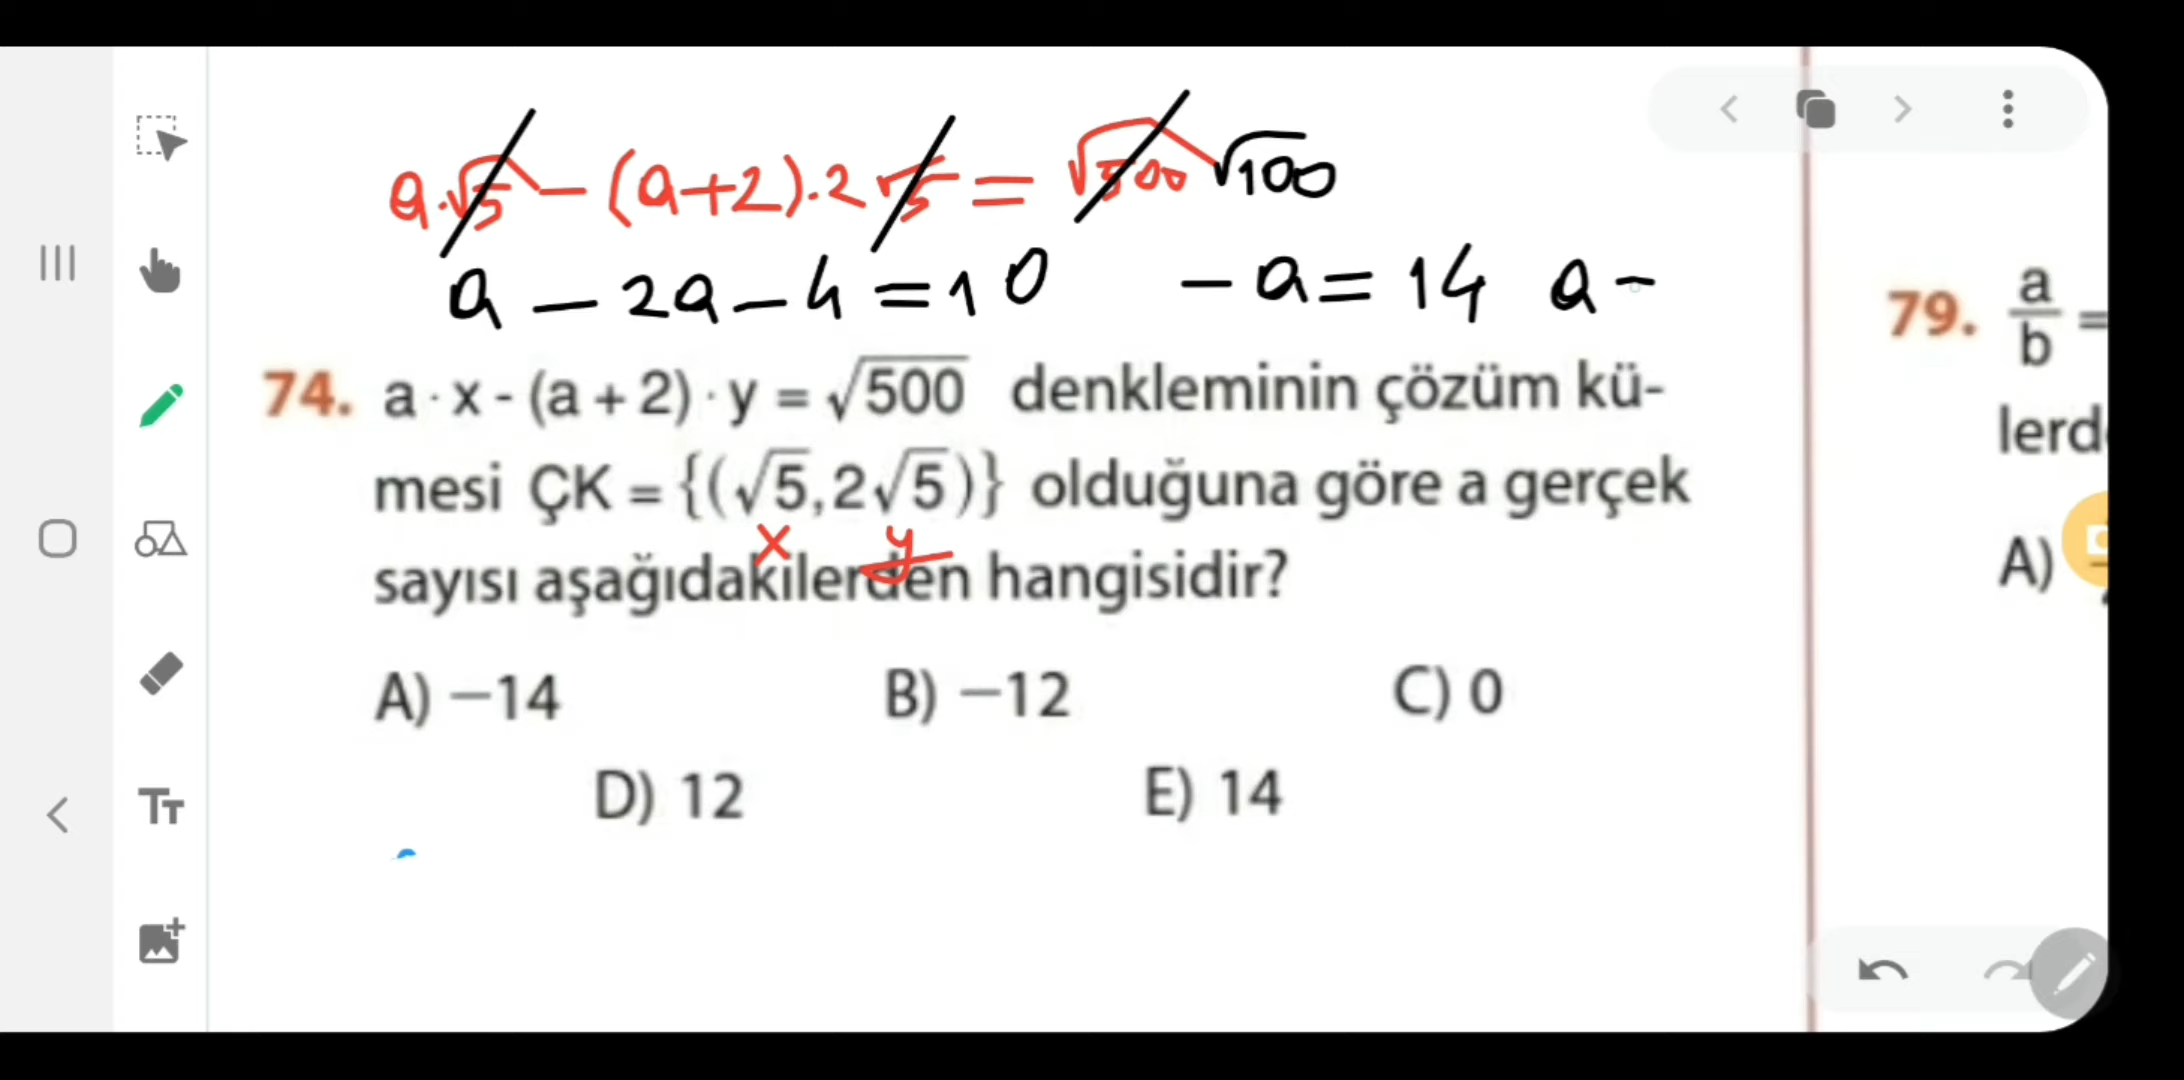 a.√5 - (a+2).2√5 = √500 √100
a - 2a - 4 = 10 -a = 14 a -
74. a · x - (a + 2) · y = √500 denkleminin çözüm kü-
mesi ÇK = {(√5, 2√5)} olduğuna göre a gerçek
x y
sayısı aşağıdakilerden hangisidir?
A) −14 B) −12 C) 0
D) 12 E) 14
79. a/b =
A)
Tт